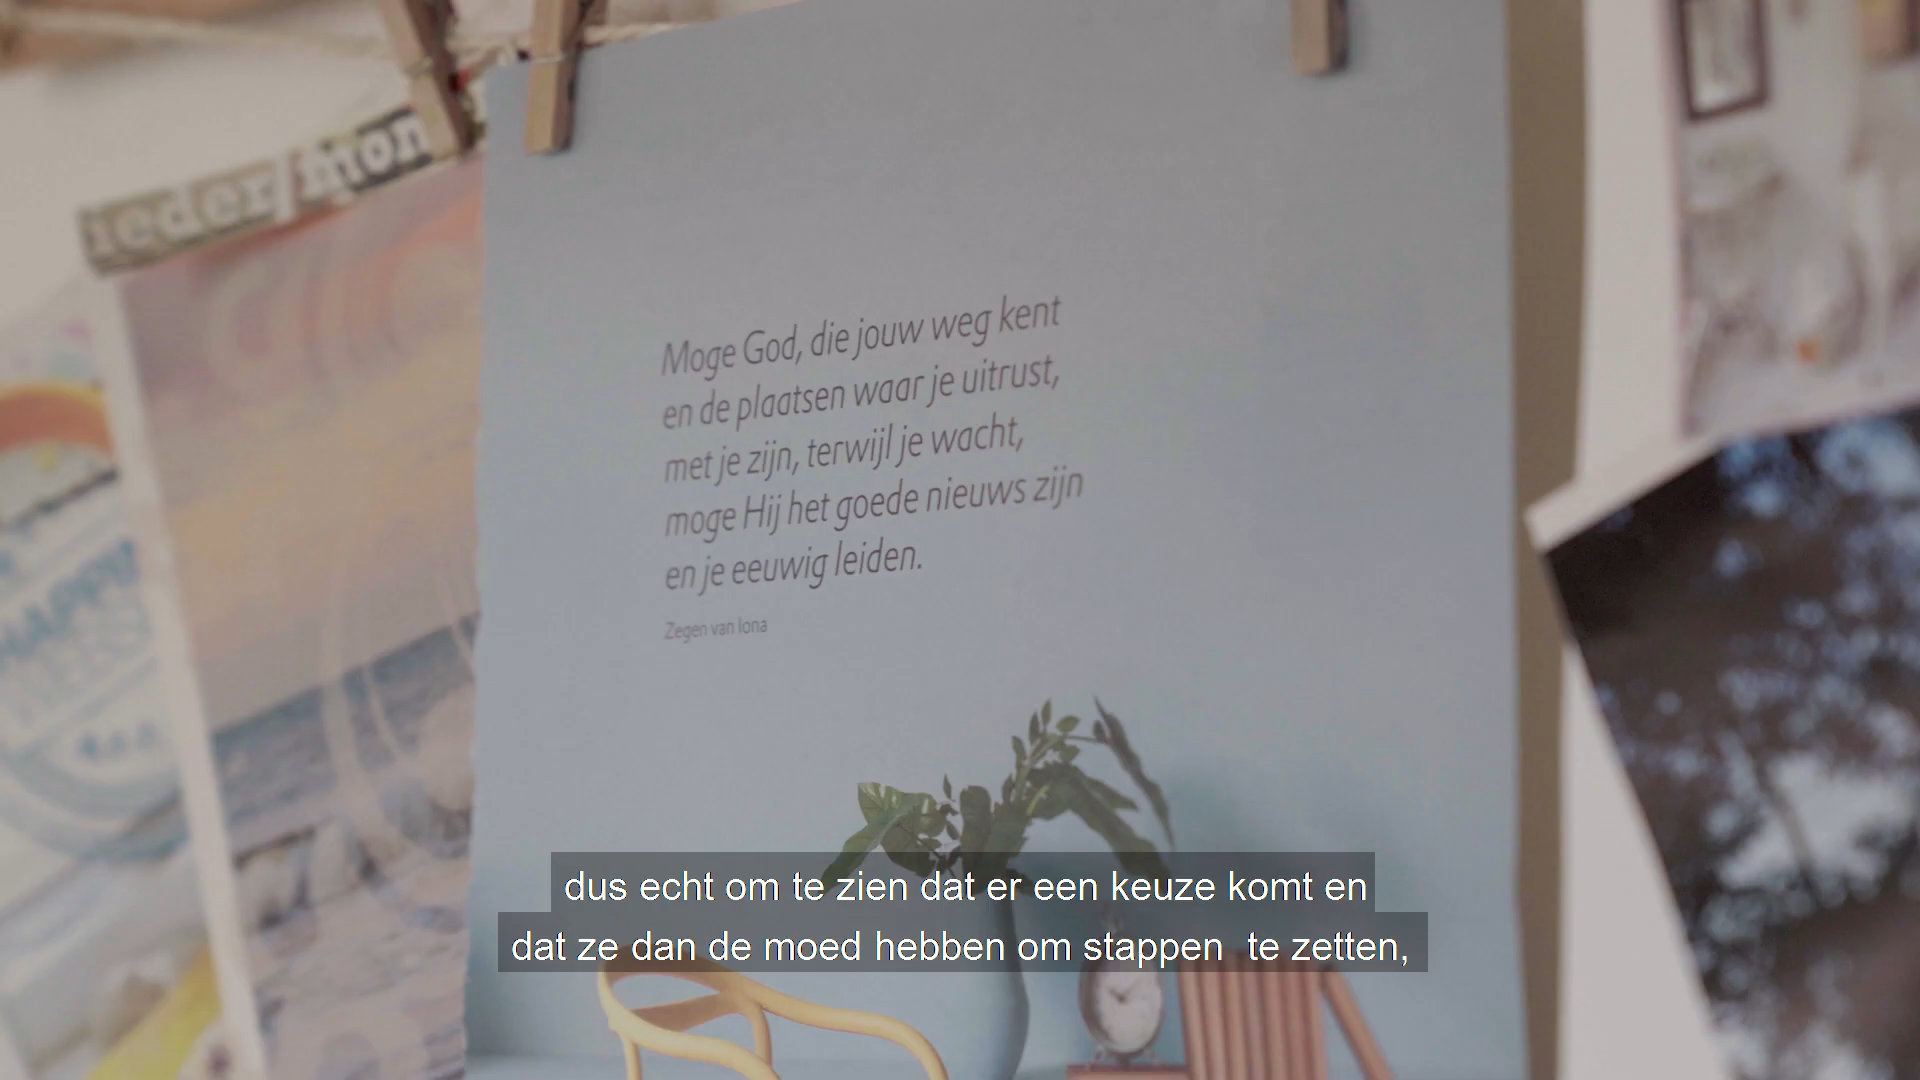 ieder/mon
Moge God, die jouw weg kent
en de plaatsen waar je uitrust,
met je zijn, terwijl je wacht,
moge Hij het goede nieuws zijn
en je eeuwig leiden.
Zegen van Iona
HAPPY
dus echt om te zien dat er een keuze komt en
dat ze dan de moed hebben om stappen  te zetten,